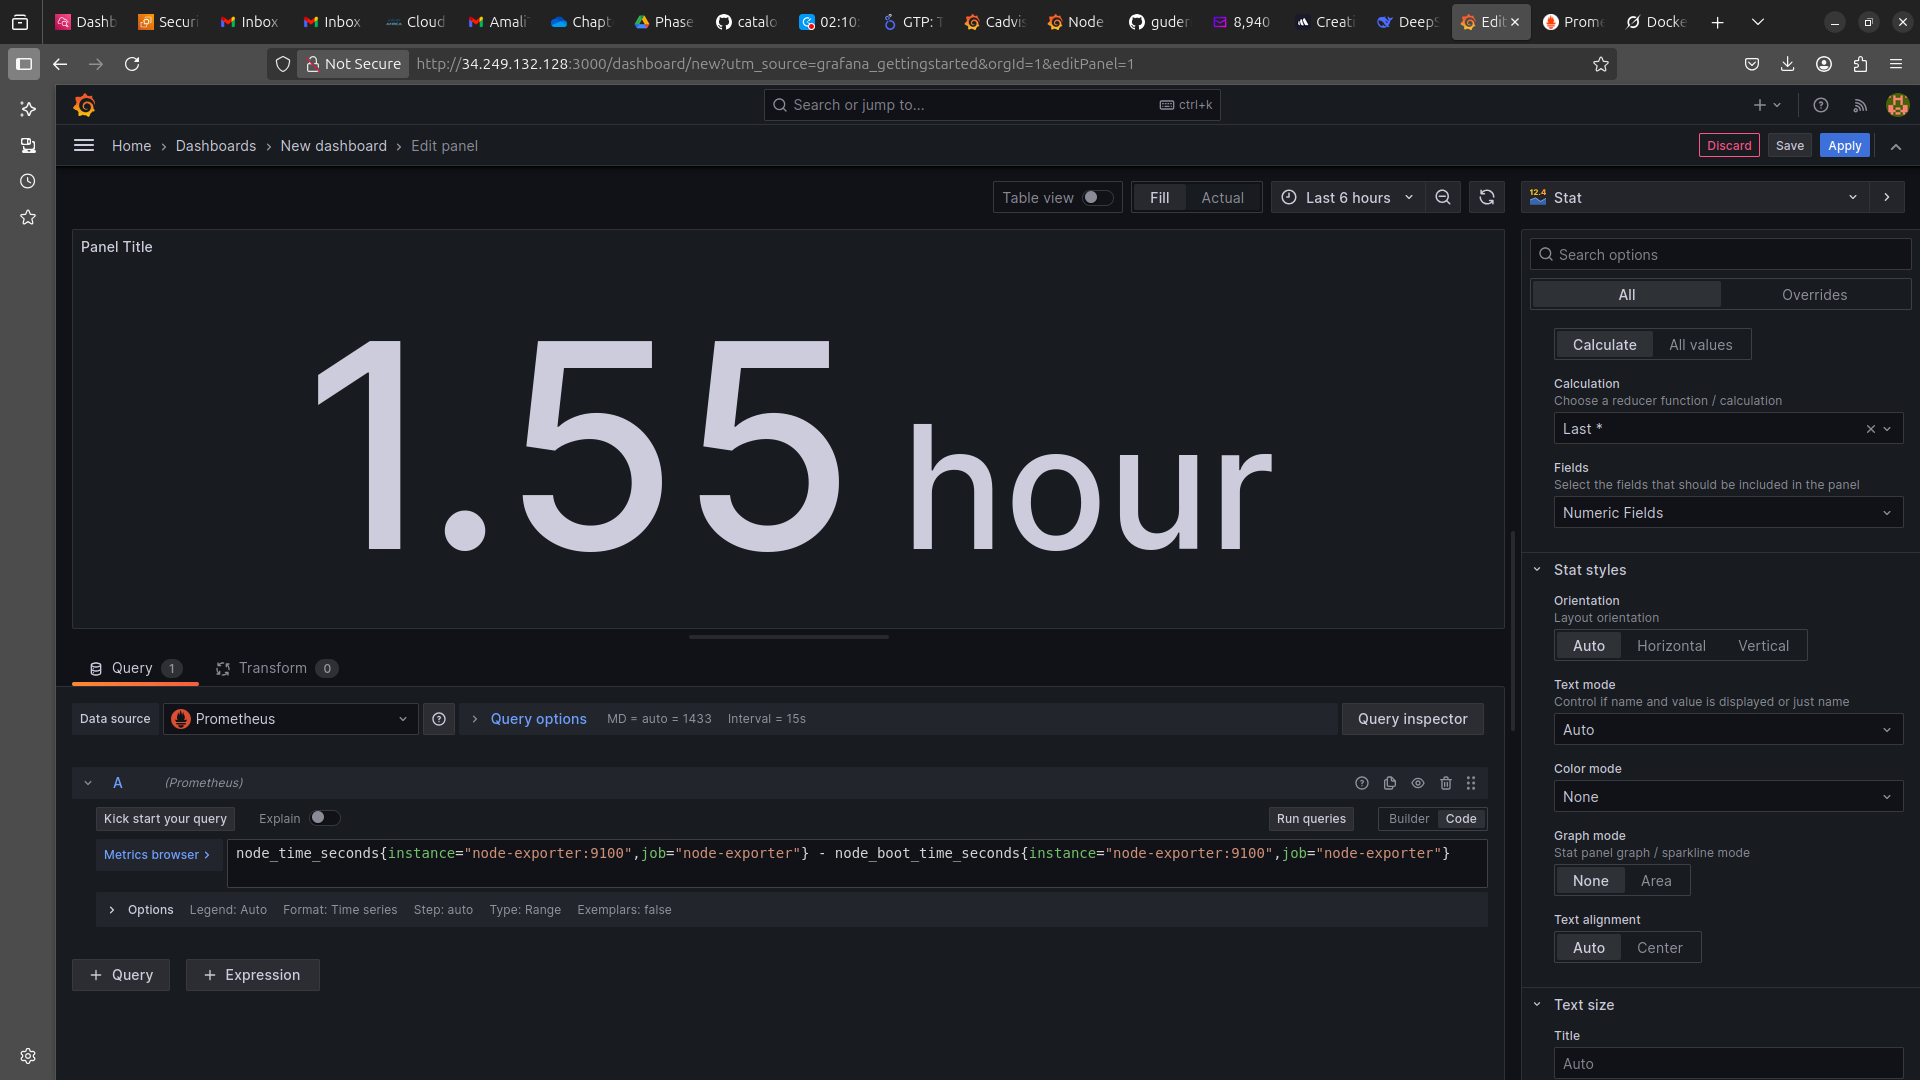 Dashb
Securi
Inbox
Inbox
Cloud
Amali
Chapt
Phase
catalo
02:10:
GTP: T
Cadvis
Node
guder
8,940
Creati
DeepS
Edit
Prome
Docke
Not Secure
http://34.249.132.128:3000/dashboard/new?utm_source=grafana_gettingstarted&orgId=1&editPanel=1
Search or jump to...
ctrl+k
Home › Dashboards › New dashboard › Edit panel
Discard
Save
Apply
Table view
Fill
Actual
Last 6 hours
12.4
Stat
Panel Title
1.55 hour
Search options
All
Overrides
Calculate
All values
Calculation
Choose a reducer function / calculation
Last *
Fields
Select the fields that should be included in the panel
Numeric Fields
Stat styles
Orientation
Layout orientation
Auto
Horizontal
Vertical
Text mode
Control if name and value is displayed or just name
Auto
Color mode
None
Graph mode
Stat panel graph / sparkline mode
None
Area
Text alignment
Auto
Center
Text size
Title
Auto
Query 1
Transform 0
Data source
Prometheus
Query options
MD = auto = 1433
Interval = 15s
Query inspector
A
(Prometheus)
Kick start your query
Explain
Run queries
Builder
Code
Metrics browser
node_time_seconds{instance="node-exporter:9100",job="node-exporter"} - node_boot_time_seconds{instance="node-exporter:9100",job="node-exporter"}
Options
Legend: Auto
Format: Time series
Step: auto
Type: Range
Exemplars: false
+ Query
+ Expression